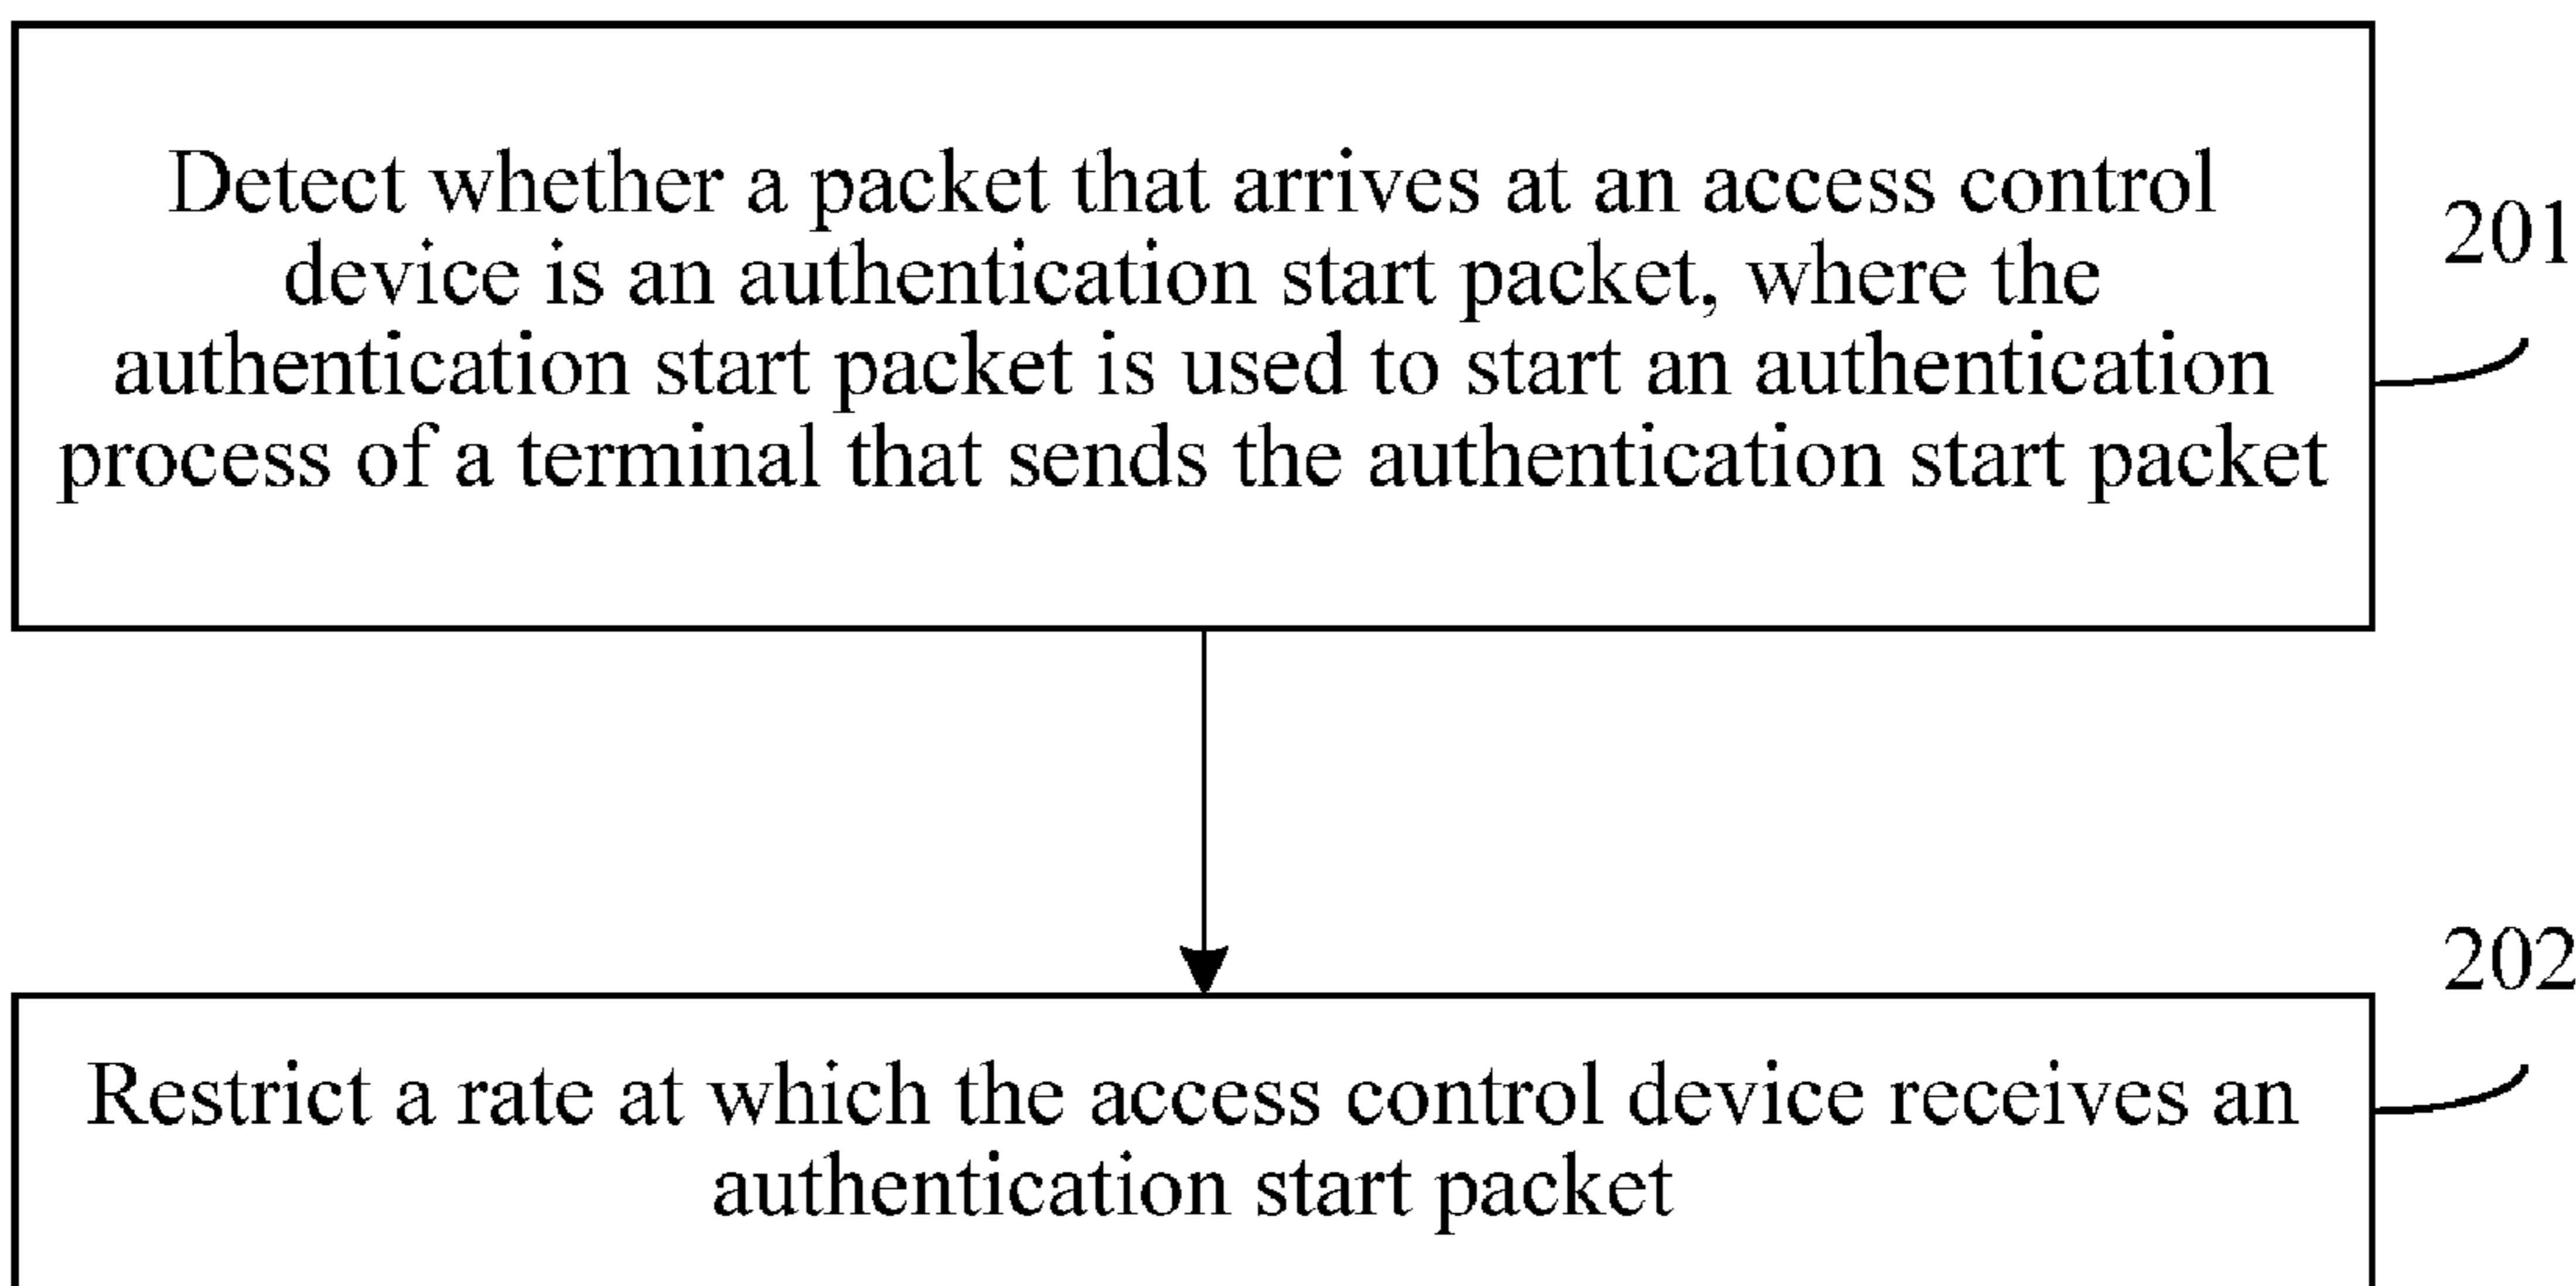 Detect whether a packet that arrives at an access control
device is an authentication start packet, where the
authentication start packet is used to start an authentication
process of a terminal that sends the authentication start packet
201
202
Restrict a rate at which the access control device receives an
authentication start packet